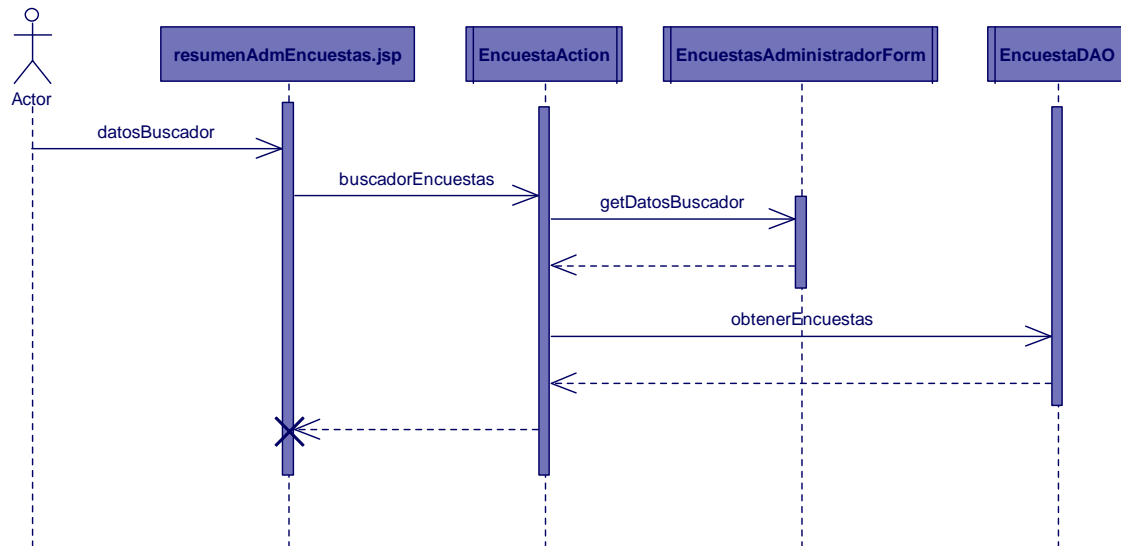 resumenAdmEncuestas.jsp
EncuestaAction
EncuestasAdministradorForm
EncuestaDAO
Actor
datosBuscador
buscadorEncuestas
getDatosBuscador
obtenerEncuestas